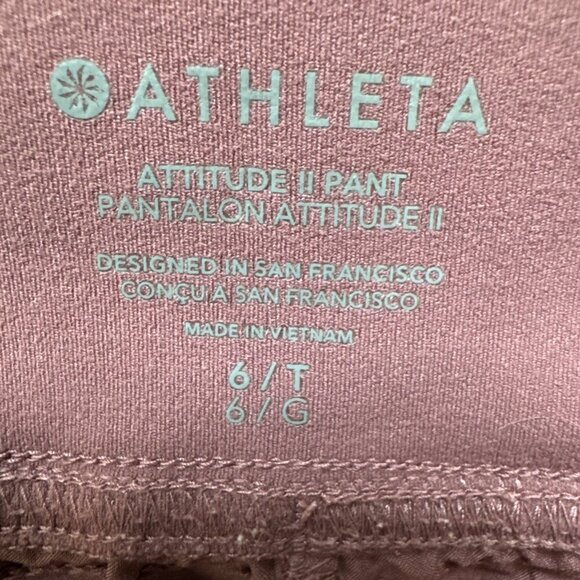 ATHLETA
ATTITUDE II PANT
PANTALON ATTITUDE II
DESIGNED IN SAN FRANCISCO
CONÇU À SAN FRANCISCO
MADE IN VIETNAM
6 / T
6 / G